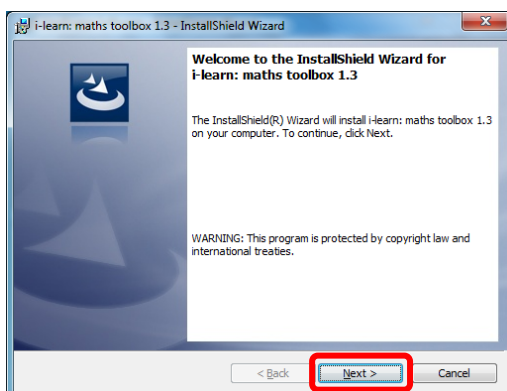 i-learn: maths toolbox 1.3 - InstallShield Wizard
Welcome to the InstallShield Wizard for
i-learn: maths toolbox 1.3
The InstallShield(R) Wizard will install i-learn: maths toolbox 1.3
on your computer. To continue, click Next.
WARNING: This program is protected by copyright law and
international treaties.
< Back Next > Cancel